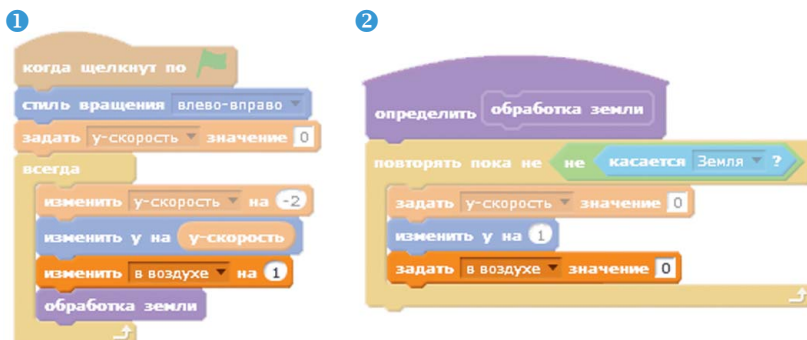 1
когда щелкнут по
стиль вращения влево-вправо
задать y-скорость значение 0
всегда
изменить y-скорость на -2
изменить y на y-скорость
изменить в воздухе на 1
обработка земли
2
определить обработка земли
повторять пока не не касается Земля ?
задать y-скорость значение 0
изменить y на 1
задать в воздухе значение 0